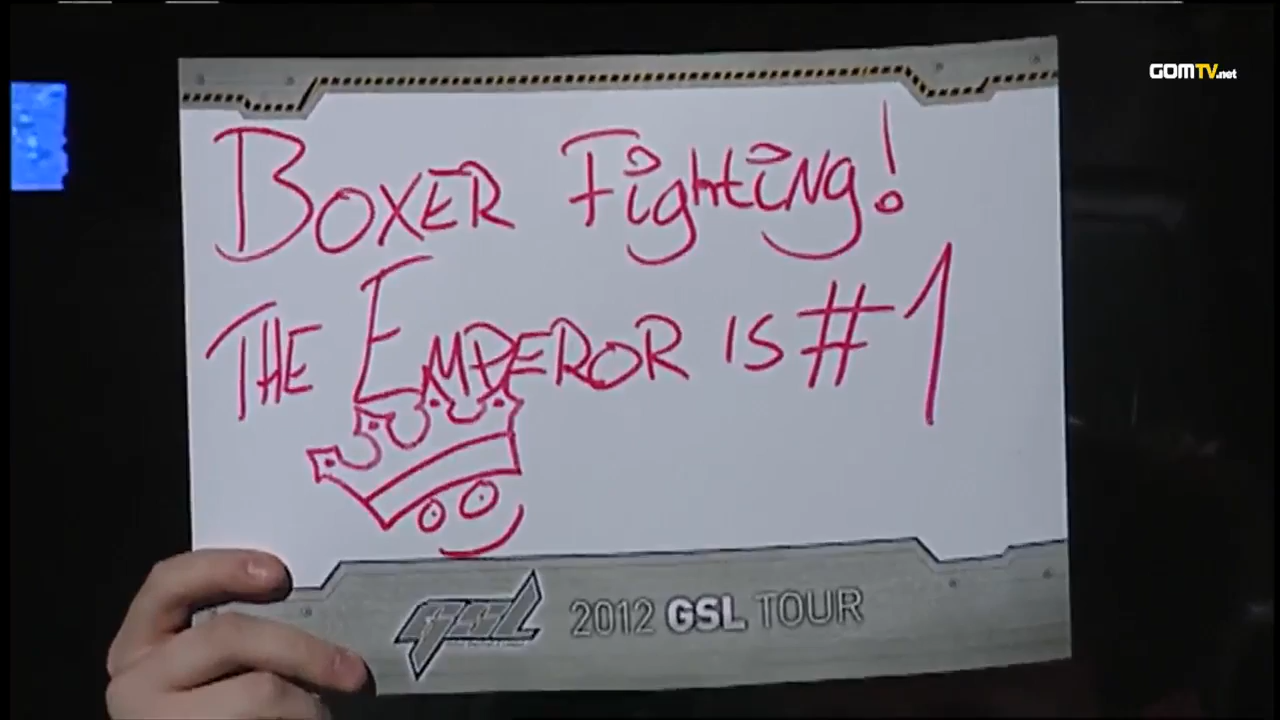 GOMTV.net
BOXER Fighting!
THE EMPEROR IS #1
GSL
2012 GSL TOUR